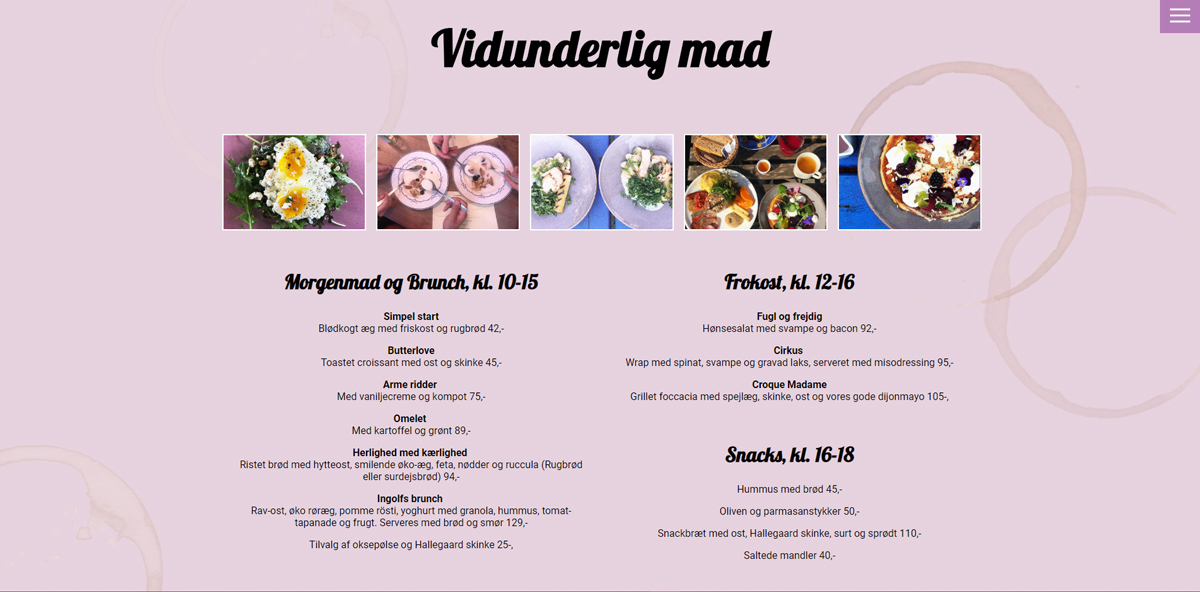 Vidunderlig mad
Morgenmad og Brunch, kl. 10-15
Simpel start
Blødkogt æg med friskost og rugbrød 42,-
Butterlove
Toastet croissant med ost og skinke 45,-
Arme ridder
Med vaniljecreme og kompot 75,-
Omelet
Med kartoffel og grønt 89,-
Herlighed med kærlighed
Ristet brød med hytteost, smilende øko-æg, feta, nødder og ruccula (Rugbrød
eller surdejsbrød) 94,-
Ingolfs brunch
Rav-ost, øko røræg, pomme rösti, yoghurt med granola, hummus, tomat-
tapanade og frugt. Serveres med brød og smør 129,-
Tilvalg af oksepølse og Hallegaard skinke 25-,
Frokost, kl. 12-16
Fugl og frejdig
Hønsesalat med svampe og bacon 92,-
Cirkus
Wrap med spinat, svampe og gravad laks, serveret med misodressing 95,-
Croque Madame
Grillet foccacia med spejlæg, skinke, ost og vores gode dijonmayo 105-,
Snacks, kl. 16-18
Hummus med brød 45,-
Oliven og parmasanstykker 50,-
Snackbræt med ost, Hallegaard skinke, surt og sprødt 110,-
Saltede mandler 40,-